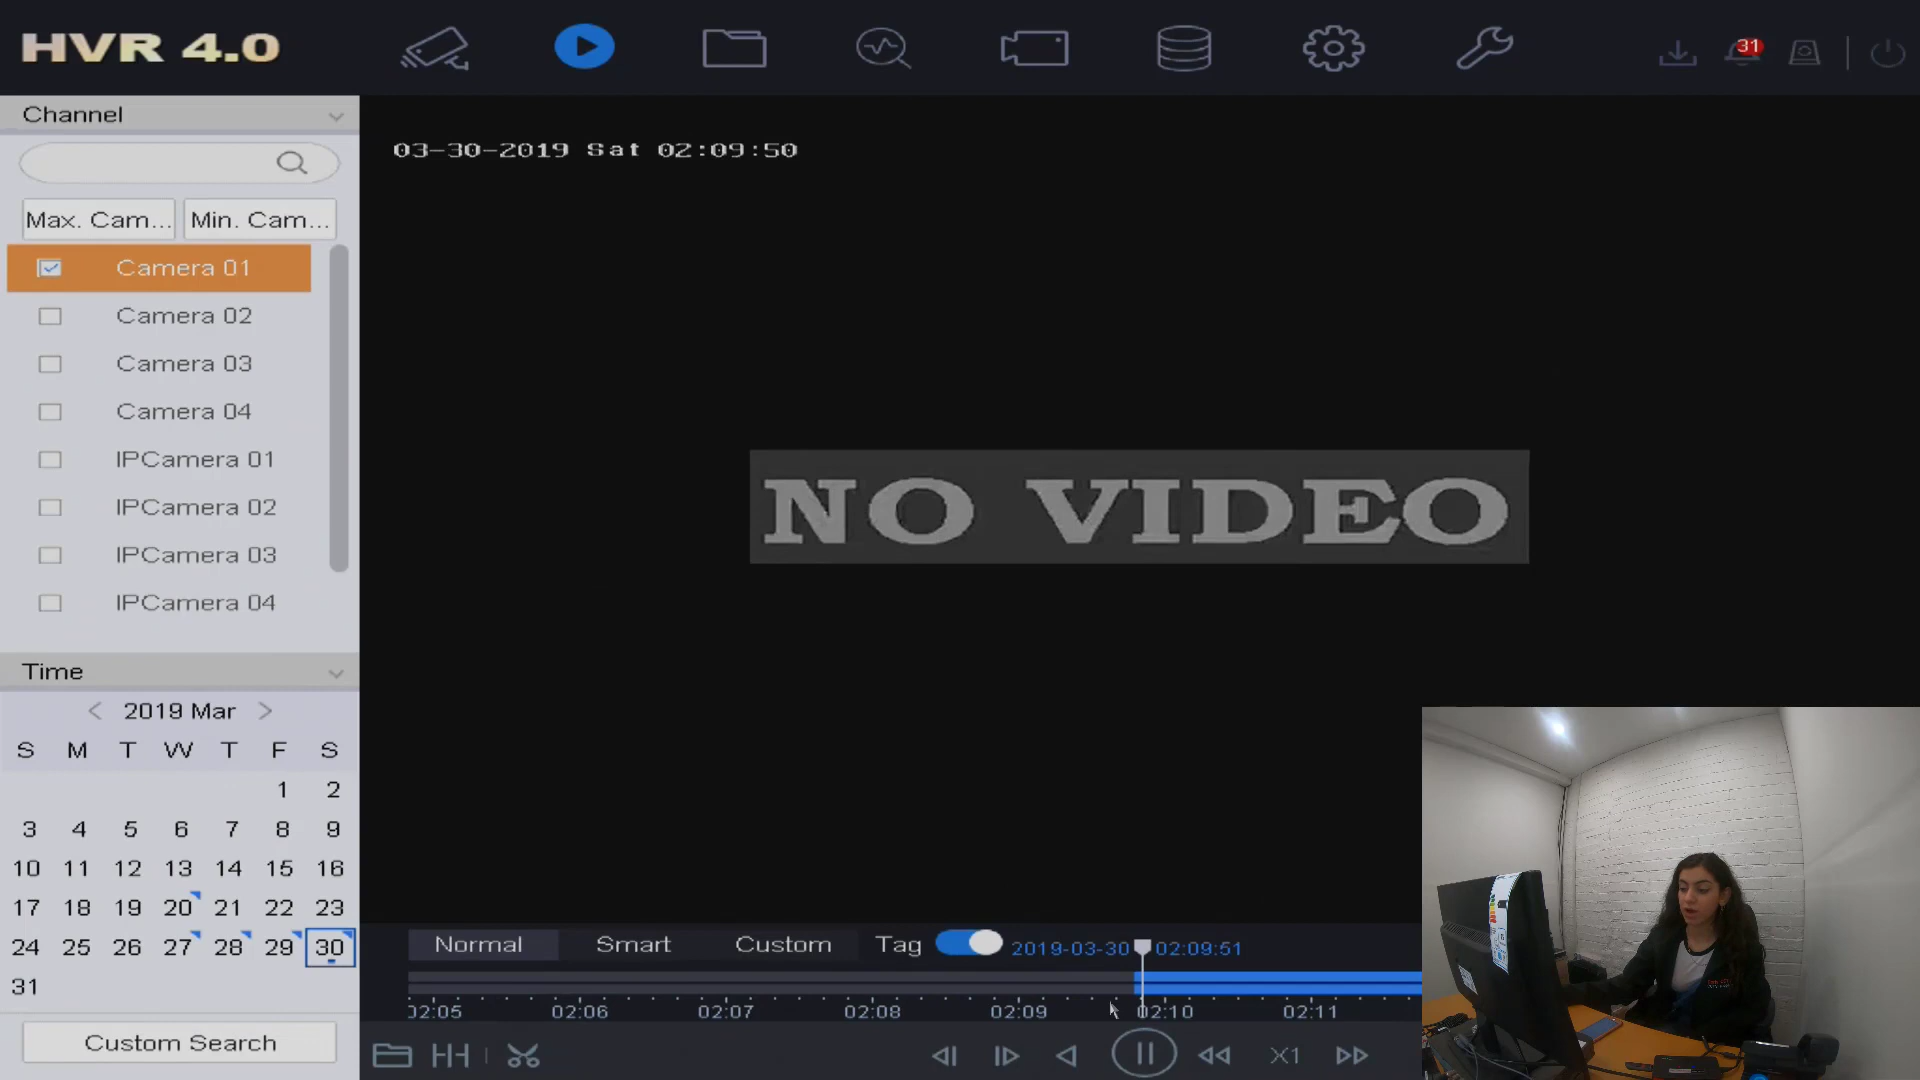 HVR 4.0
31
Channel
Max. Cam... Min. Cam...
Camera 01
Camera 02
Camera 03
Camera 04
IPCamera 01
IPCamera 02
IPCamera 03
IPCamera 04
Time
2019 Mar
S M T W T F S
1 2
3 4 5 6 7 8 9
10 11 12 13 14 15 16
17 18 19 20 21 22 23
24 25 26 27 28 29 30
31
Custom Search
03-30-2019 Sat 02:09:50
NO VIDEO
Normal Smart Custom Tag 2019-03-30 02:09:51
02:05 02:06 02:07 02:08 02:09 02:10 02:11
X1